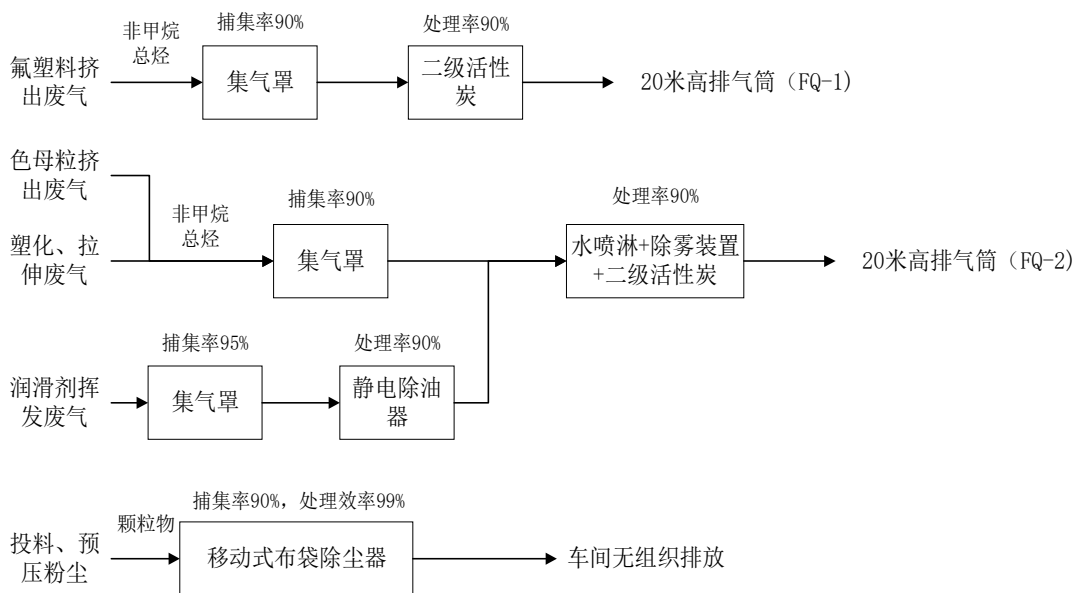 非甲烷
总烃
捕集率90%
处理率90%
氟塑料挤
出废气
集气罩
二级活性
炭
20米高排气筒（FQ-1)
色母粒挤
出废气
塑化、拉
伸废气
非甲烷
总烃
捕集率90%
集气罩
处理率90%
水喷淋+除雾装置
+二级活性炭
20米高排气筒（FQ-2)
润滑剂挥
发废气
捕集率95%
集气罩
处理率90%
静电除油
器
投料、预
压粉尘
颗粒物
捕集率90%，处理效率99%
移动式布袋除尘器
车间无组织排放